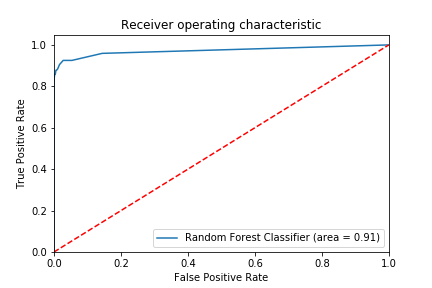 Receiver operating characteristic
True Positive Rate
1.0
0.8
0.6
0.4
0.2
0.0
Random Forest Classifier (area = 0.91)
0.0 0.2 0.4 0.6 0.8 1.0
False Positive Rate